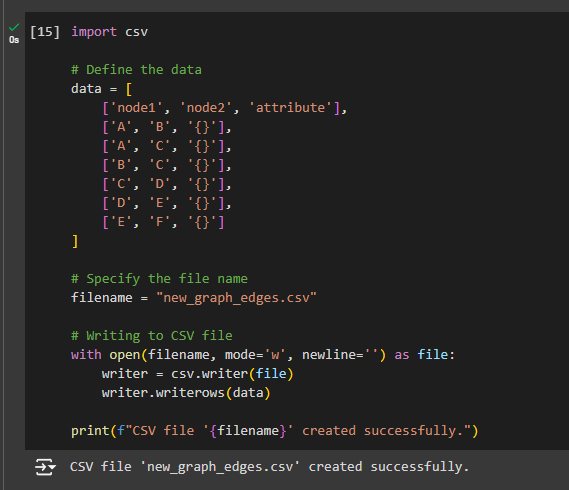 [15] import csv
# Define the data
data = [
['node1', 'node2', 'attribute'],
['A', 'B', '{}'],
['A', 'C', '{}'],
['B', 'C', '{}'],
['C', 'D', '{}'],
['D', 'E', '{}'],
['E', 'F', '{}']
]
# Specify the file name
filename = "new_graph_edges.csv"
# Writing to CSV file
with open(filename, mode='w', newline='') as file:
writer = csv.writer(file)
writer.writerows(data)
print(f"CSV file '{filename}' created successfully.")
CSV file 'new_graph_edges.csv' created successfully.
0s